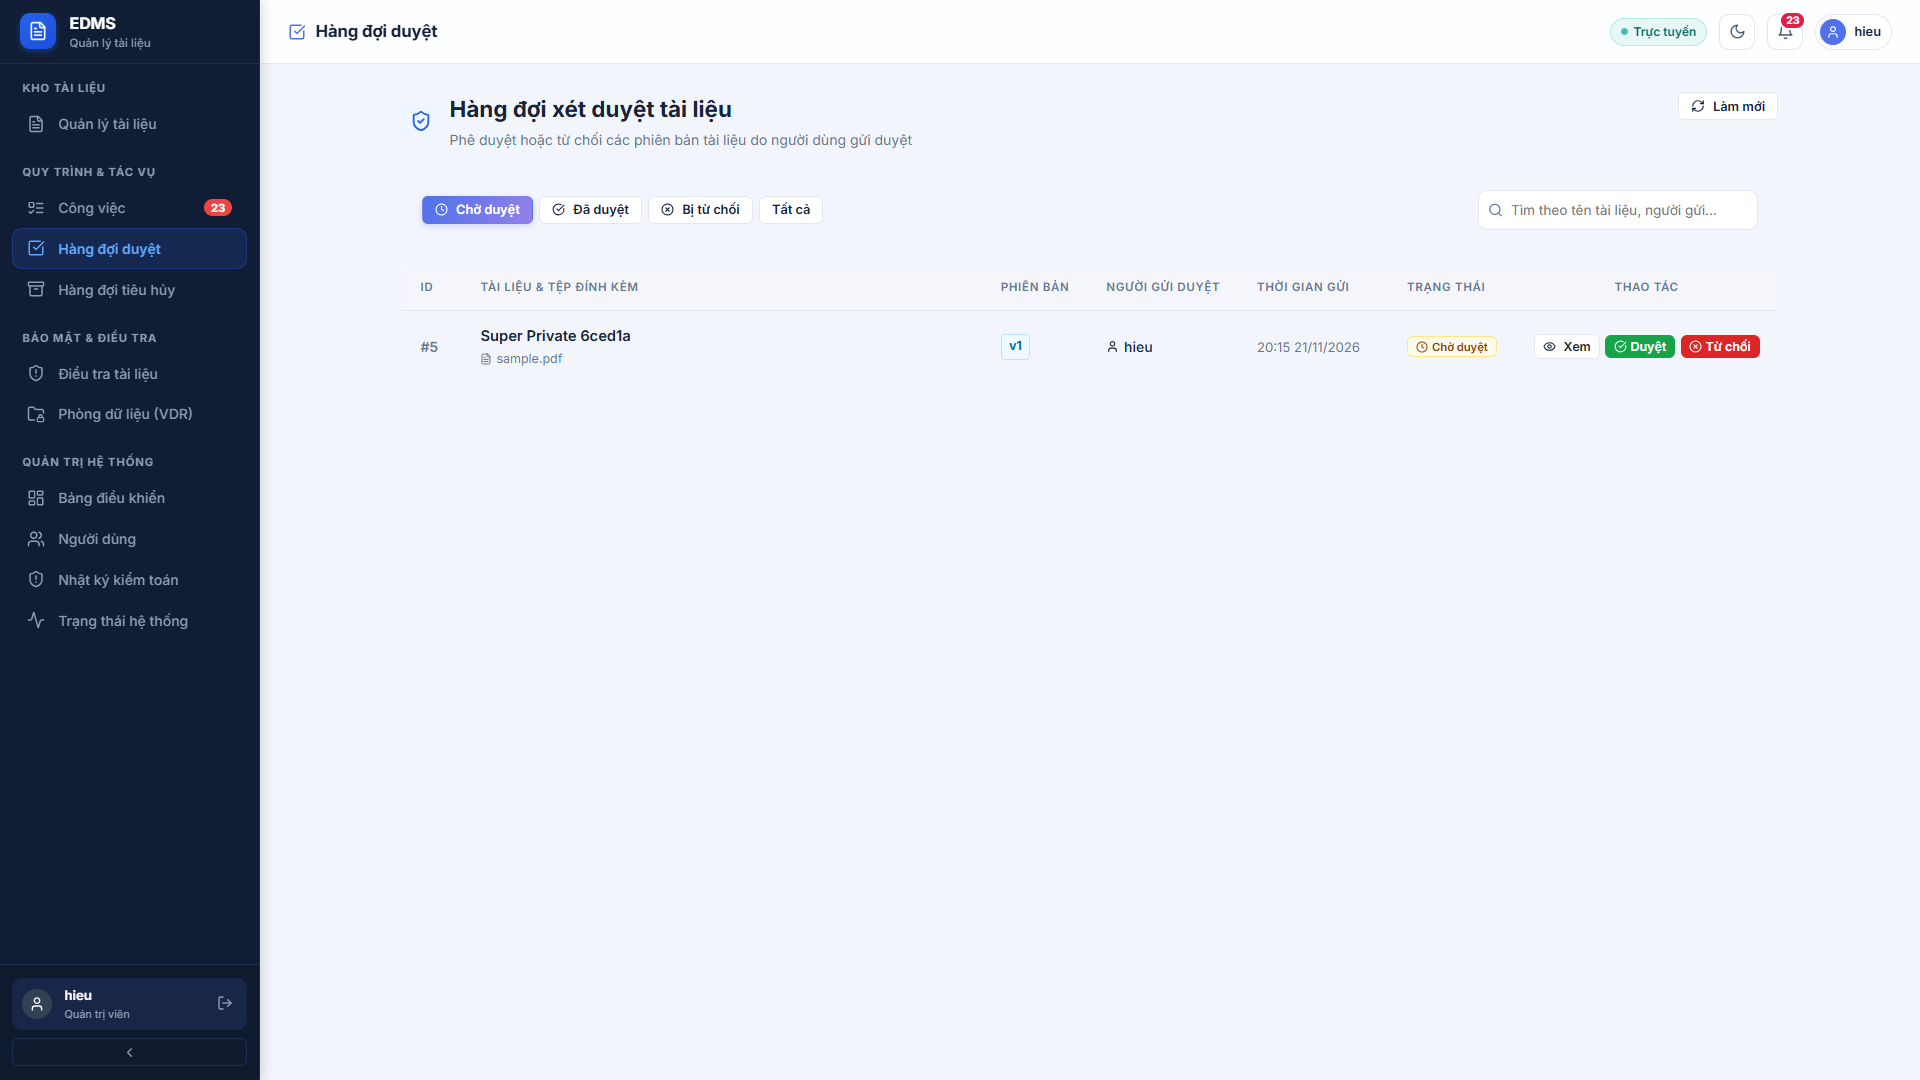 EDMS
Quản lý tài liệu
KHO TÀI LIỆU
Quản lý tài liệu
QUY TRÌNH & TÁC VỤ
Công việc 23
Hàng đợi duyệt
Hàng đợi tiêu hủy
BẢO MẬT & ĐIỀU TRA
Điều tra tài liệu
Phòng dữ liệu (VDR)
QUẢN TRỊ HỆ THỐNG
Bảng điều khiển
Người dùng
Nhật ký kiểm toán
Trạng thái hệ thống
hieu
Quản trị viên
Hàng đợi duyệt
Trực tuyến
23
hieu
Hàng đợi xét duyệt tài liệu
Phê duyệt hoặc từ chối các phiên bản tài liệu do người dùng gửi duyệt
Làm mới
Chờ duyệt Đã duyệt Bị từ chối Tất cả
Tìm theo tên tài liệu, người gửi...
ID TÀI LIỆU & TỆP ĐÍNH KÈM PHIÊN BẢN NGƯỜI GỬI DUYỆT THỜI GIAN GỬI TRẠNG THÁI THAO TÁC
#5 Super Private 6ced1a v1 hieu 20:15 21/11/2026 Chờ duyệt Xem Duyệt Từ chối
sample.pdf